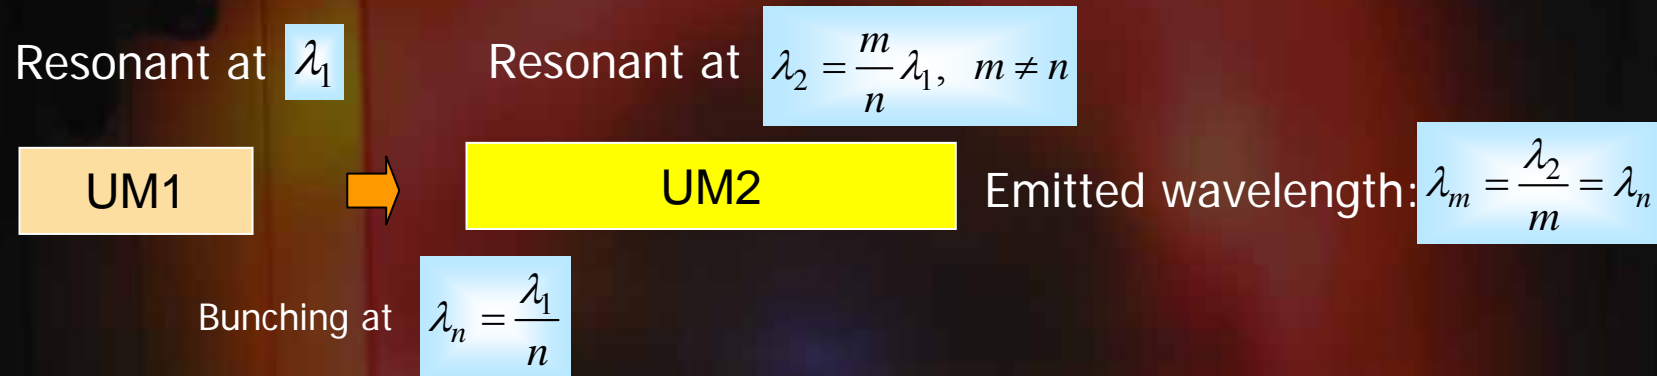 Resonant at λ₁
Resonant at λ₂ = m/n λ₁, m ≠ n
UM1
UM2
Emitted wavelength: λₘ = λ₂/m = λₙ
Bunching at λₙ = λ₁/n